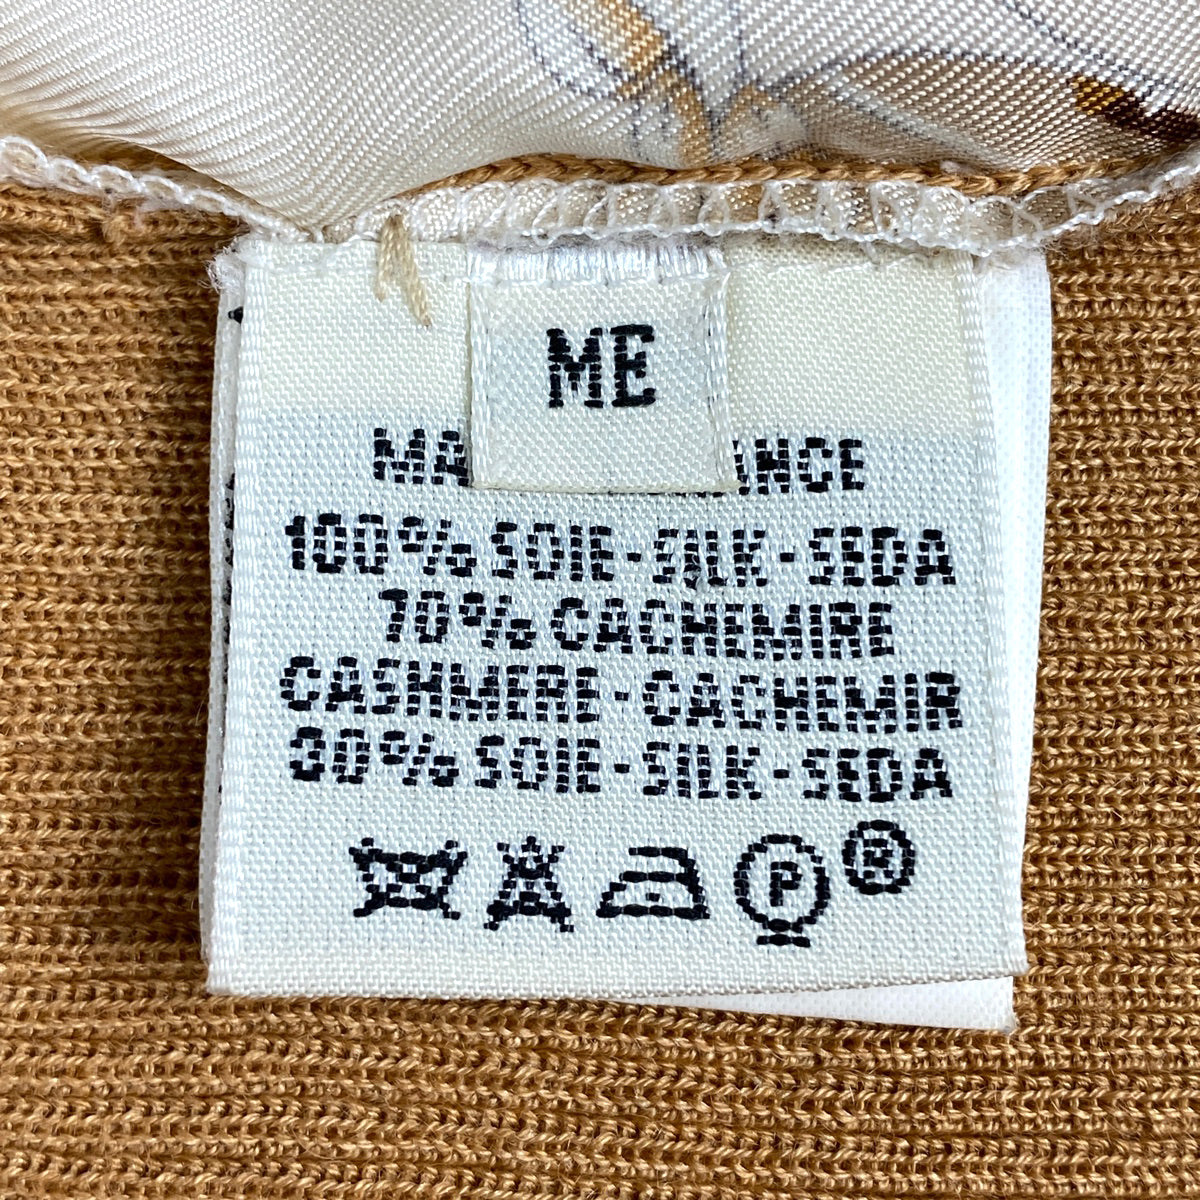 ME
MA ANCE
100% SOIE-SILK-SEDA
70% CACHEMIRE
CASHMERE-CACHEMIR
30% SOIE-SILK-SEDA
P ®